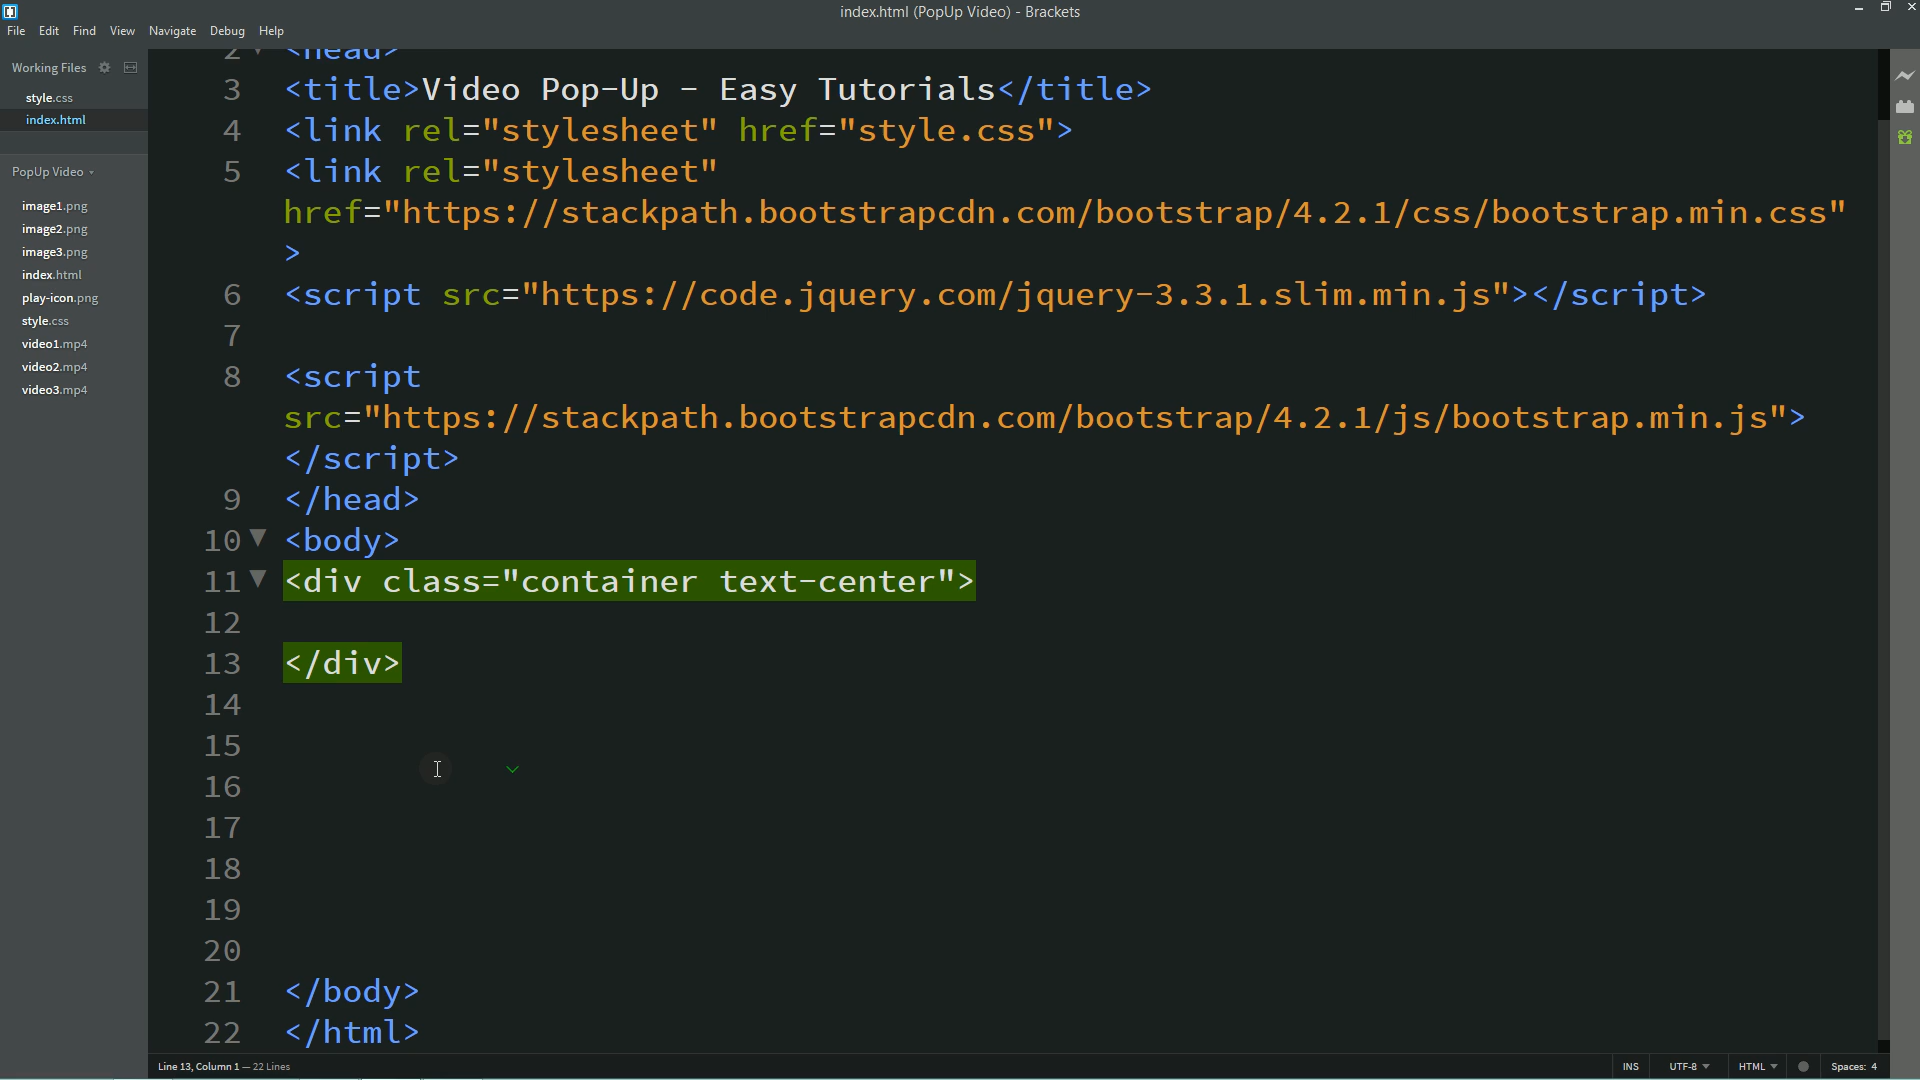 index.html (PopUp Video) - Brackets
File Edit Find View Navigate Debug Help
Working Files
style.css
index.html
PopUp Video
image1.png
image2.png
image3.png
index.html
play-icon.png
style.css
video1.mp4
video2.mp4
video3.mp4
2 <head>
3 <title>Video Pop-Up - Easy Tutorials</title>
4 <link rel="stylesheet" href="style.css">
5 <link rel="stylesheet"
href="https://stackpath.bootstrapcdn.com/bootstrap/4.2.1/css/bootstrap.min.css"
>
6 <script src="https://code.jquery.com/jquery-3.3.1.slim.min.js"></script>
7
8 <script
src="https://stackpath.bootstrapcdn.com/bootstrap/4.2.1/js/bootstrap.min.js">
</script>
9 </head>
10 <body>
11 <div class="container text-center">
12
13 </div>
14
15
16
17
18
19
20
21 </body>
22 </html>
Line 13, Column 1 — 22 Lines
INS UTF-8 HTML Spaces: 4